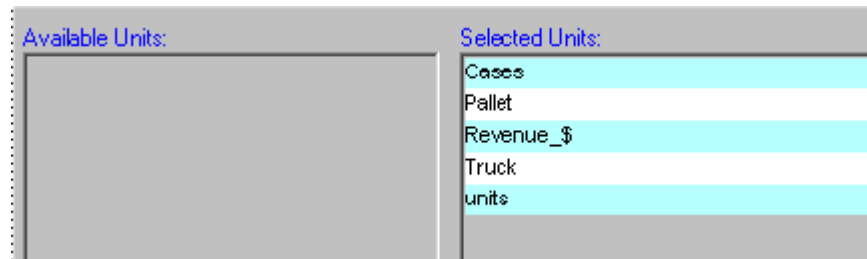 Available Units:
Selected Units:
Cases
Pallet
Revenue_$
Truck
units